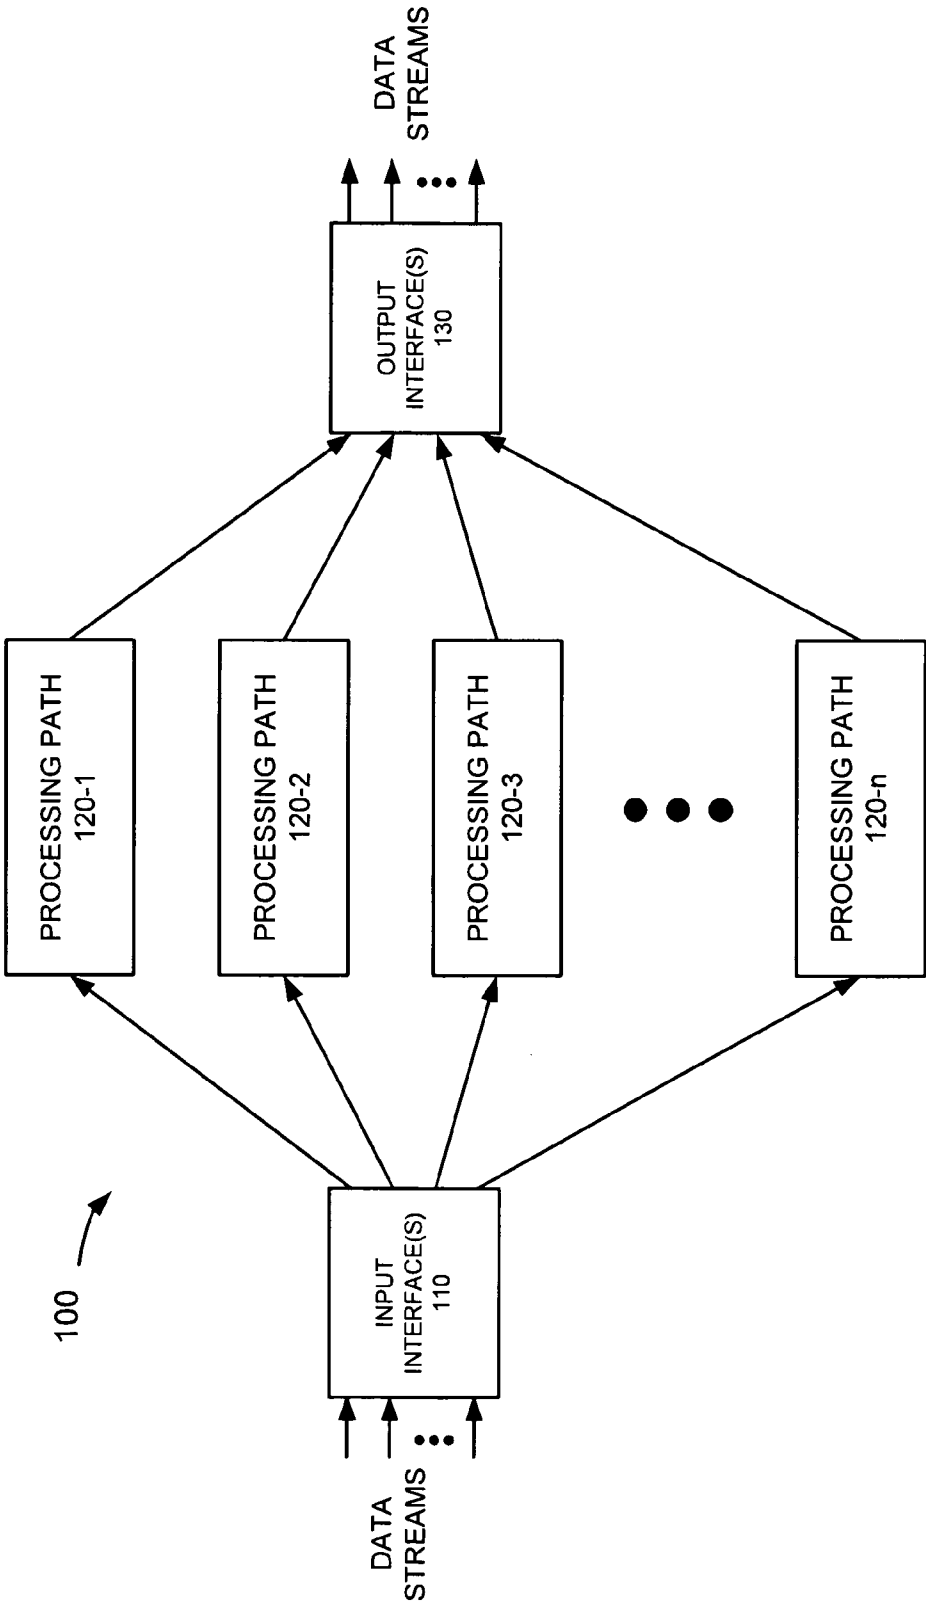 100
DATA
STREAMS
INPUT
INTERFACE(S)
110
PROCESSING PATH
120-1
PROCESSING PATH
120-2
PROCESSING PATH
120-3
PROCESSING PATH
120-n
OUTPUT
INTERFACE(S)
130
DATA
STREAMS